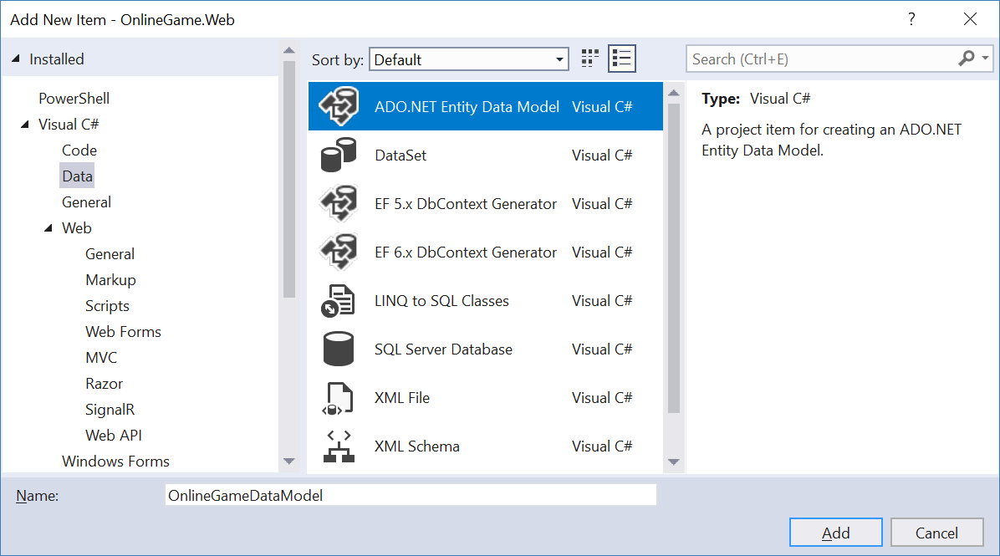 Add New Item - OnlineGame.Web
?
Installed
PowerShell
Visual C#
Code
Data
General
Web
General
Markup
Scripts
Web Forms
MVC
Razor
SignalR
Web API
Windows Forms
Sort by: Default
ADO.NET Entity Data Model Visual C#
DataSet Visual C#
EF 5.x DbContext Generator Visual C#
EF 6.x DbContext Generator Visual C#
LINQ to SQL Classes Visual C#
SQL Server Database Visual C#
XML File Visual C#
XML Schema Visual C#
Search (Ctrl+E)
Type: Visual C#
A project item for creating an ADO.NET
Entity Data Model.
Name: OnlineGameDataModel
Add Cancel